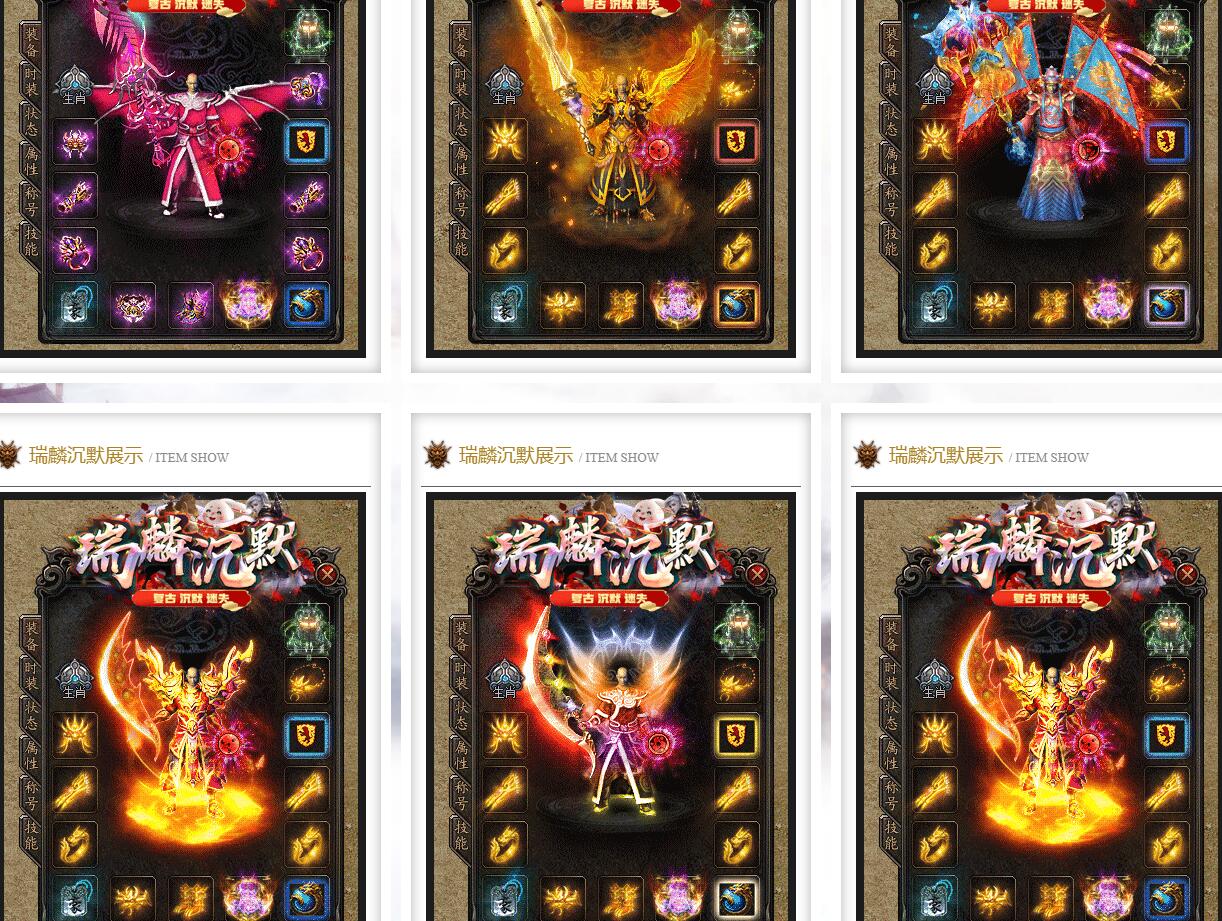 复古 沉默 迷失
复古 沉默 迷失
复古 沉默 迷失
装备
时装
状态
属性
称号
技能
生肖
装备
时装
状态
属性
称号
技能
生肖
装备
时装
状态
属性
称号
技能
生肖
瑞麟沉默展示 / ITEM SHOW
瑞麟沉默展示 / ITEM SHOW
瑞麟沉默展示 / ITEM SHOW
瑞麟沉默
复古 沉默 迷失
装备
时装
状态
属性
称号
技能
生肖
瑞麟沉默
复古 沉默 迷失
装备
时装
状态
属性
称号
技能
生肖
瑞麟沉默
复古 沉默 迷失
装备
时装
状态
属性
称号
技能
生肖